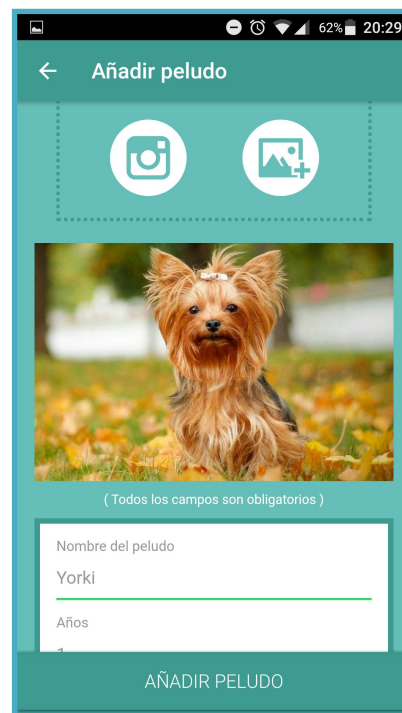 62% 20:29
Añadir peludo
( Todos los campos son obligatorios )
Nombre del peludo
Yorki
Años
AÑADIR PELUDO